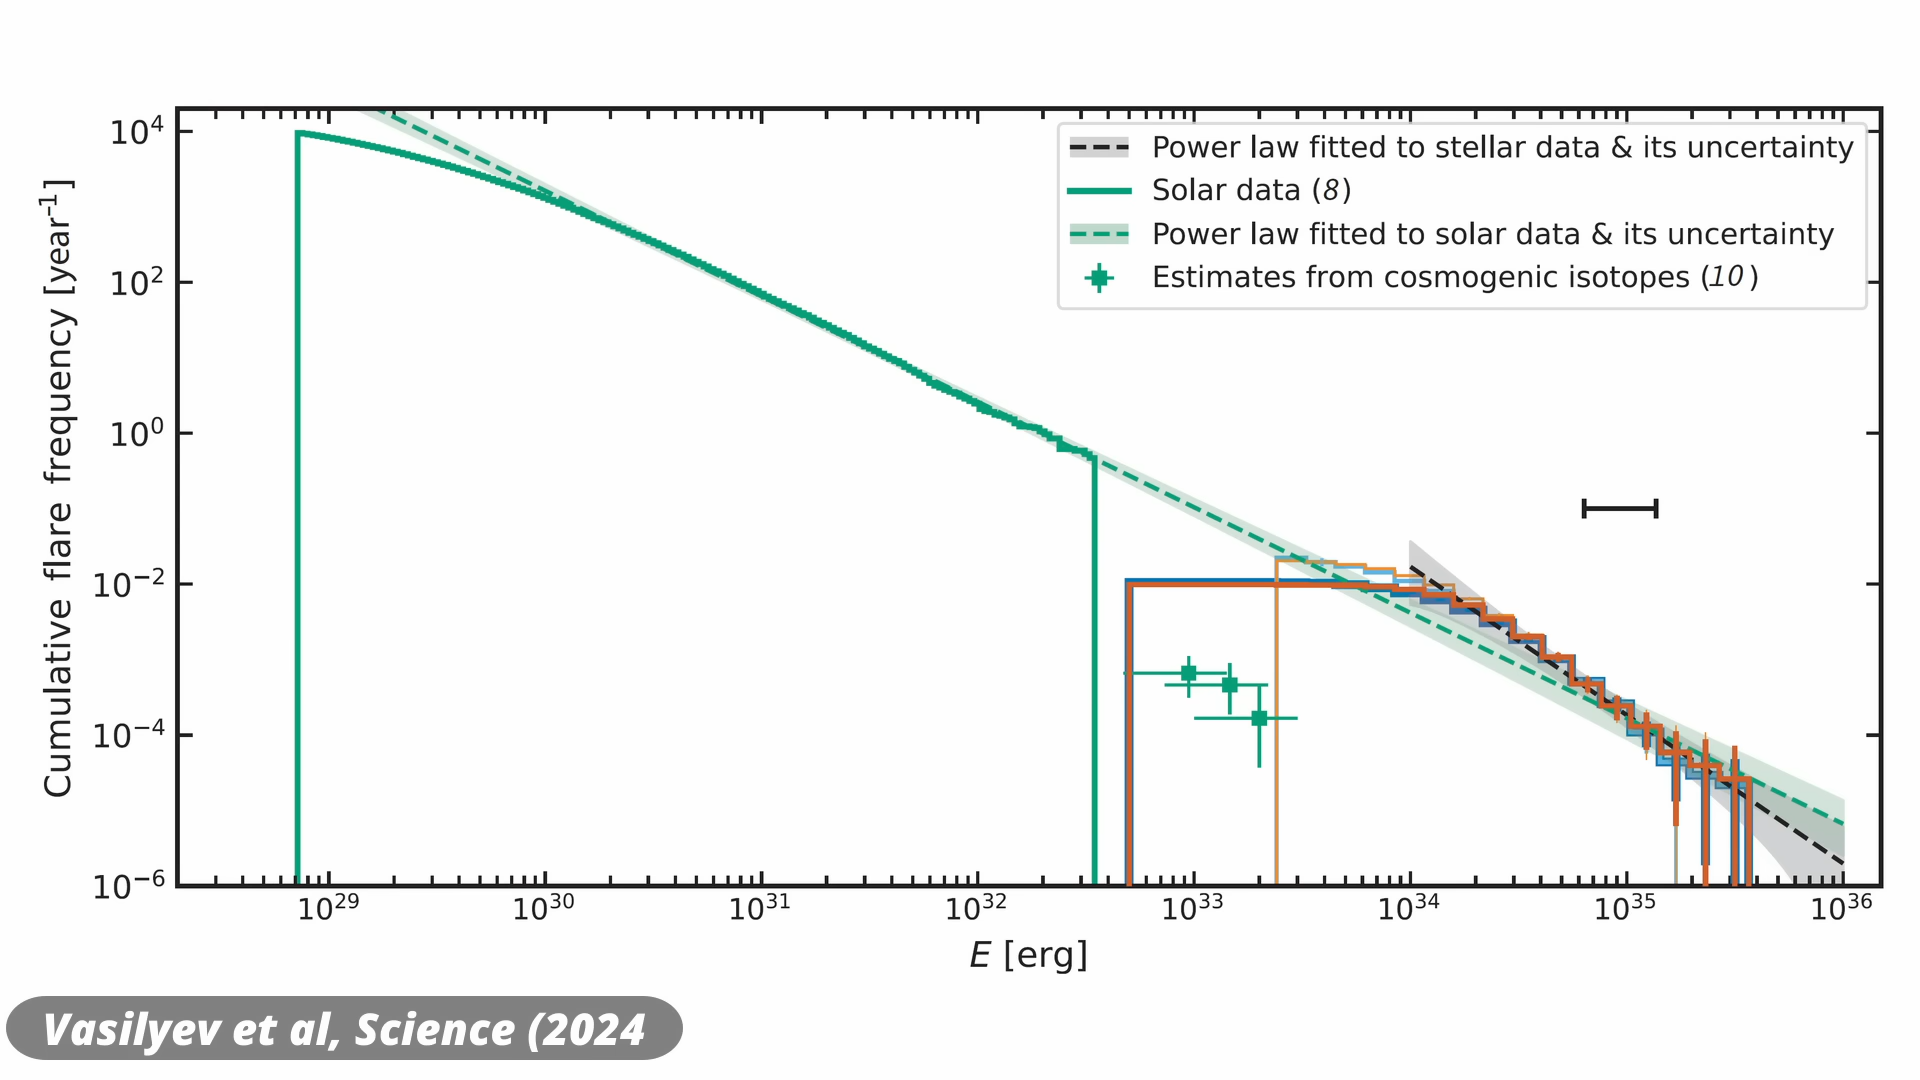 10⁴
10²
10⁰
10⁻²
10⁻⁴
10⁻⁶
Cumulative flare frequency [year⁻¹]
Power law fitted to stellar data & its uncertainty
Solar data (8)
Power law fitted to solar data & its uncertainty
Estimates from cosmogenic isotopes (10)
10²⁹ 10³⁰ 10³¹ 10³² 10³³ 10³⁴ 10³⁵ 10³⁶
E [erg]
Vasilyev et al, Science (2024